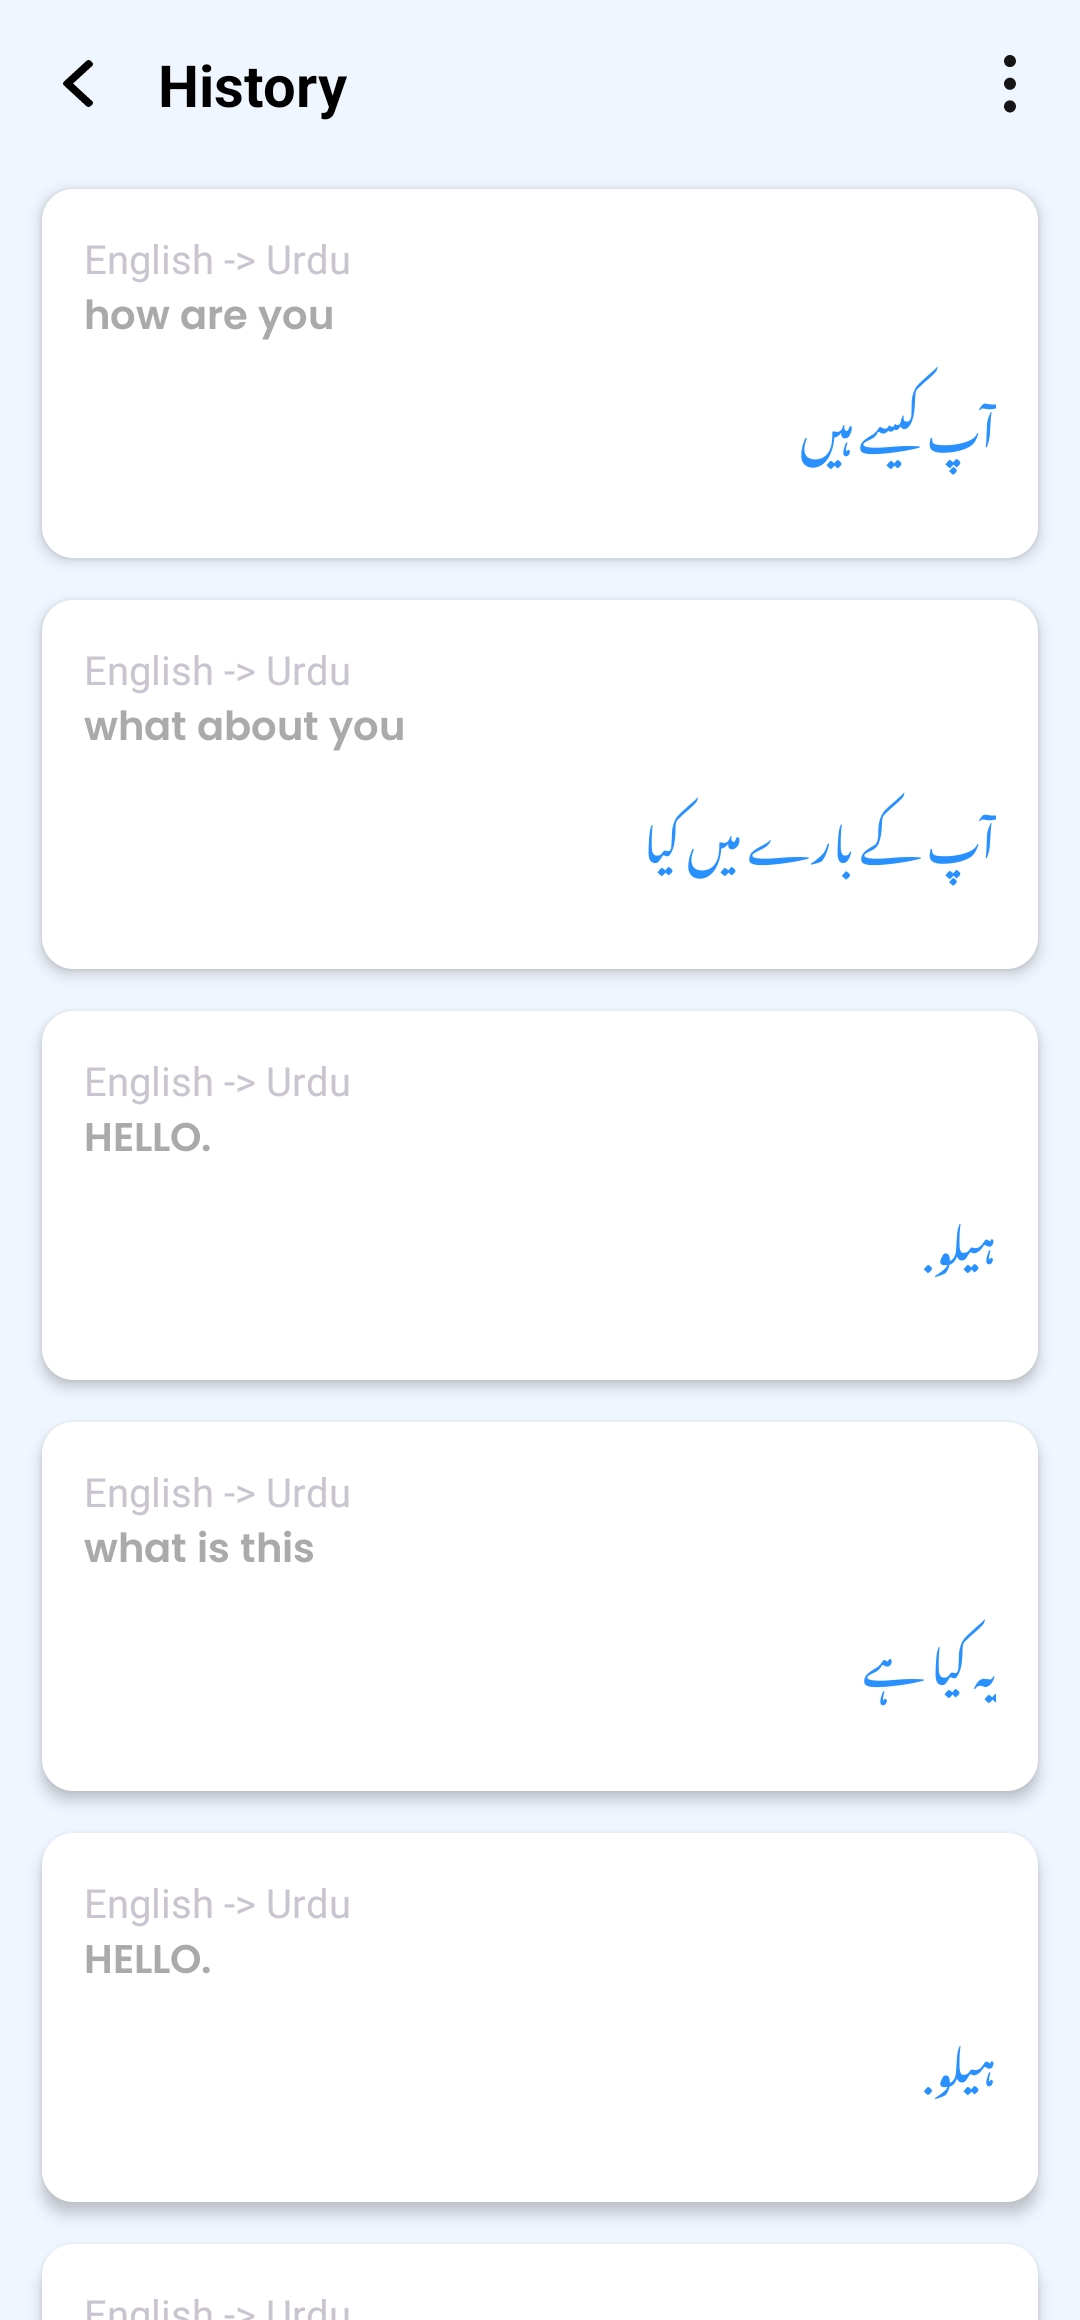 History
English -> Urdu
how are you
آپ کیسے ہیں
English -> Urdu
what about you
آپ کے بارے میں کیا
English -> Urdu
HELLO.
ہیلو.
English -> Urdu
what is this
یہ کیا ہے
English -> Urdu
HELLO.
ہیلو.
English -> Urdu